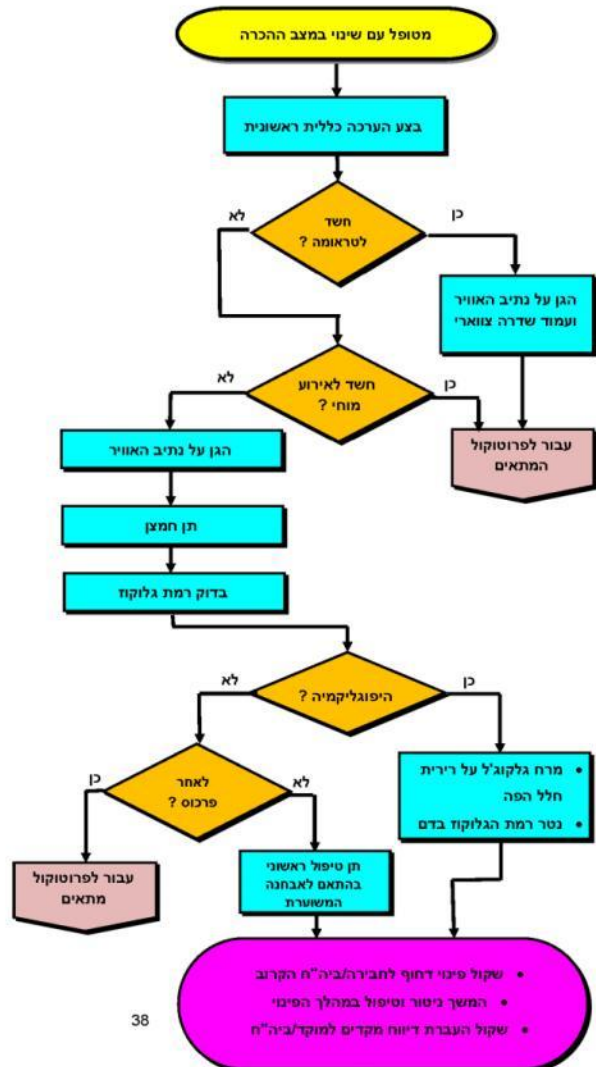 מטופל עם שינוי במצב ההכרה
בצע הערכה כללית ראשונית
חשד
לטראומה ?
לא
כן
הגן על נתיב האוויר
ועמוד שדרה צווארי
חשד לאירוע
מוחי ?
לא
כן
עבור לפרוטוקול
המתאים
הגן על נתיב האוויר
תן חמצן
בדוק רמת גלוקוז
היפוגליקמיה ?
לא
כן
מרח גלקוג'ל על רירית
חלל הפה
נטר רמת הגלוקוז בדם
לאחר
פרכוס ?
כן
לא
עבור לפרוטוקול
מתאים
תן טיפול ראשוני
בהתאם לאבחנה
המשוערת
שקול פינוי דחוף לחבירה/ביה"ח הקרוב
המשך ניטור וטיפול במהלך הפינוי
שקול העברת דיווח מקדים למוקד/ביה"ח
38